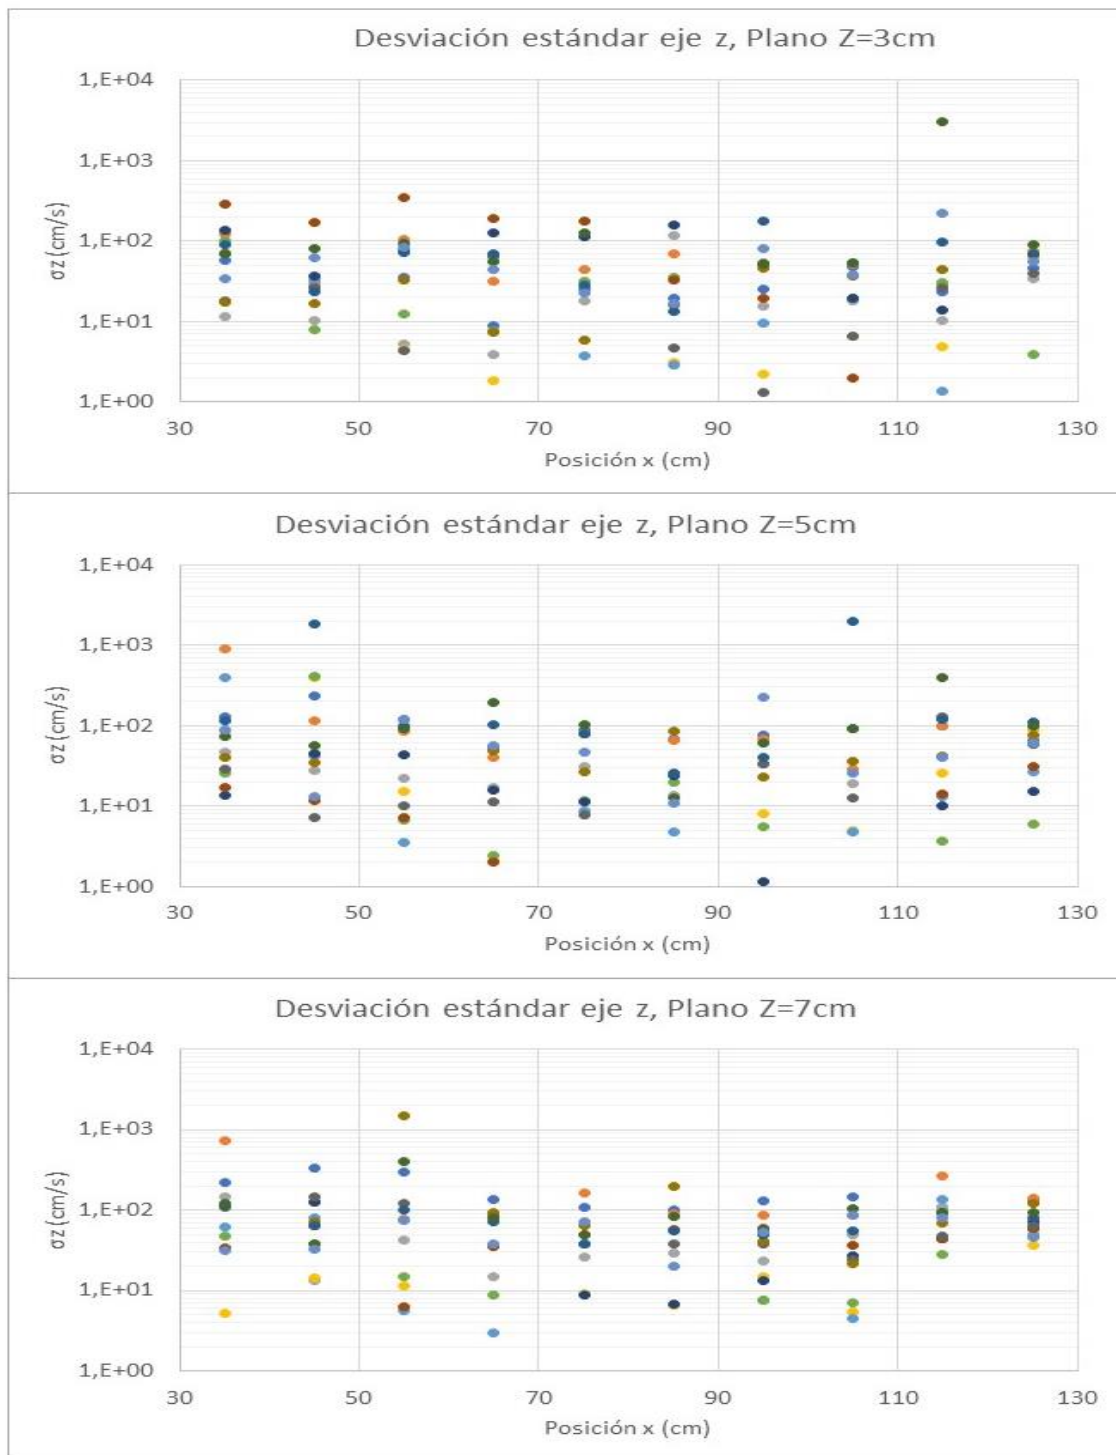 Desviación estándar eje z, Plano Z=3cm
1,E+04
1,E+03
1,E+02
1,E+01
1,E+00
σz (cm/s)
30 50 70 90 110 130
Posición x (cm)
Desviación estándar eje z, Plano Z=5cm
1,E+04
1,E+03
1,E+02
1,E+01
1,E+00
σz (cm/s)
30 50 70 90 110 130
Posición x (cm)
Desviación estándar eje z, Plano Z=7cm
1,E+04
1,E+03
1,E+02
1,E+01
1,E+00
σz (cm/s)
30 50 70 90 110 130
Posición x (cm)